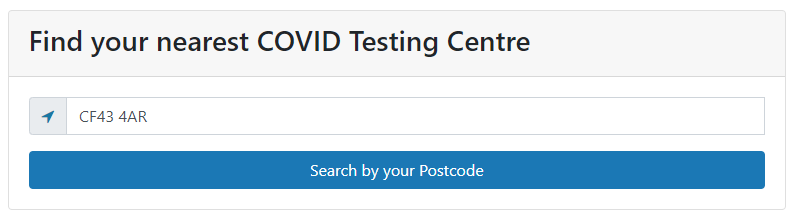 Find your nearest COVID Testing Centre
CF43 4AR
Search by your Postcode